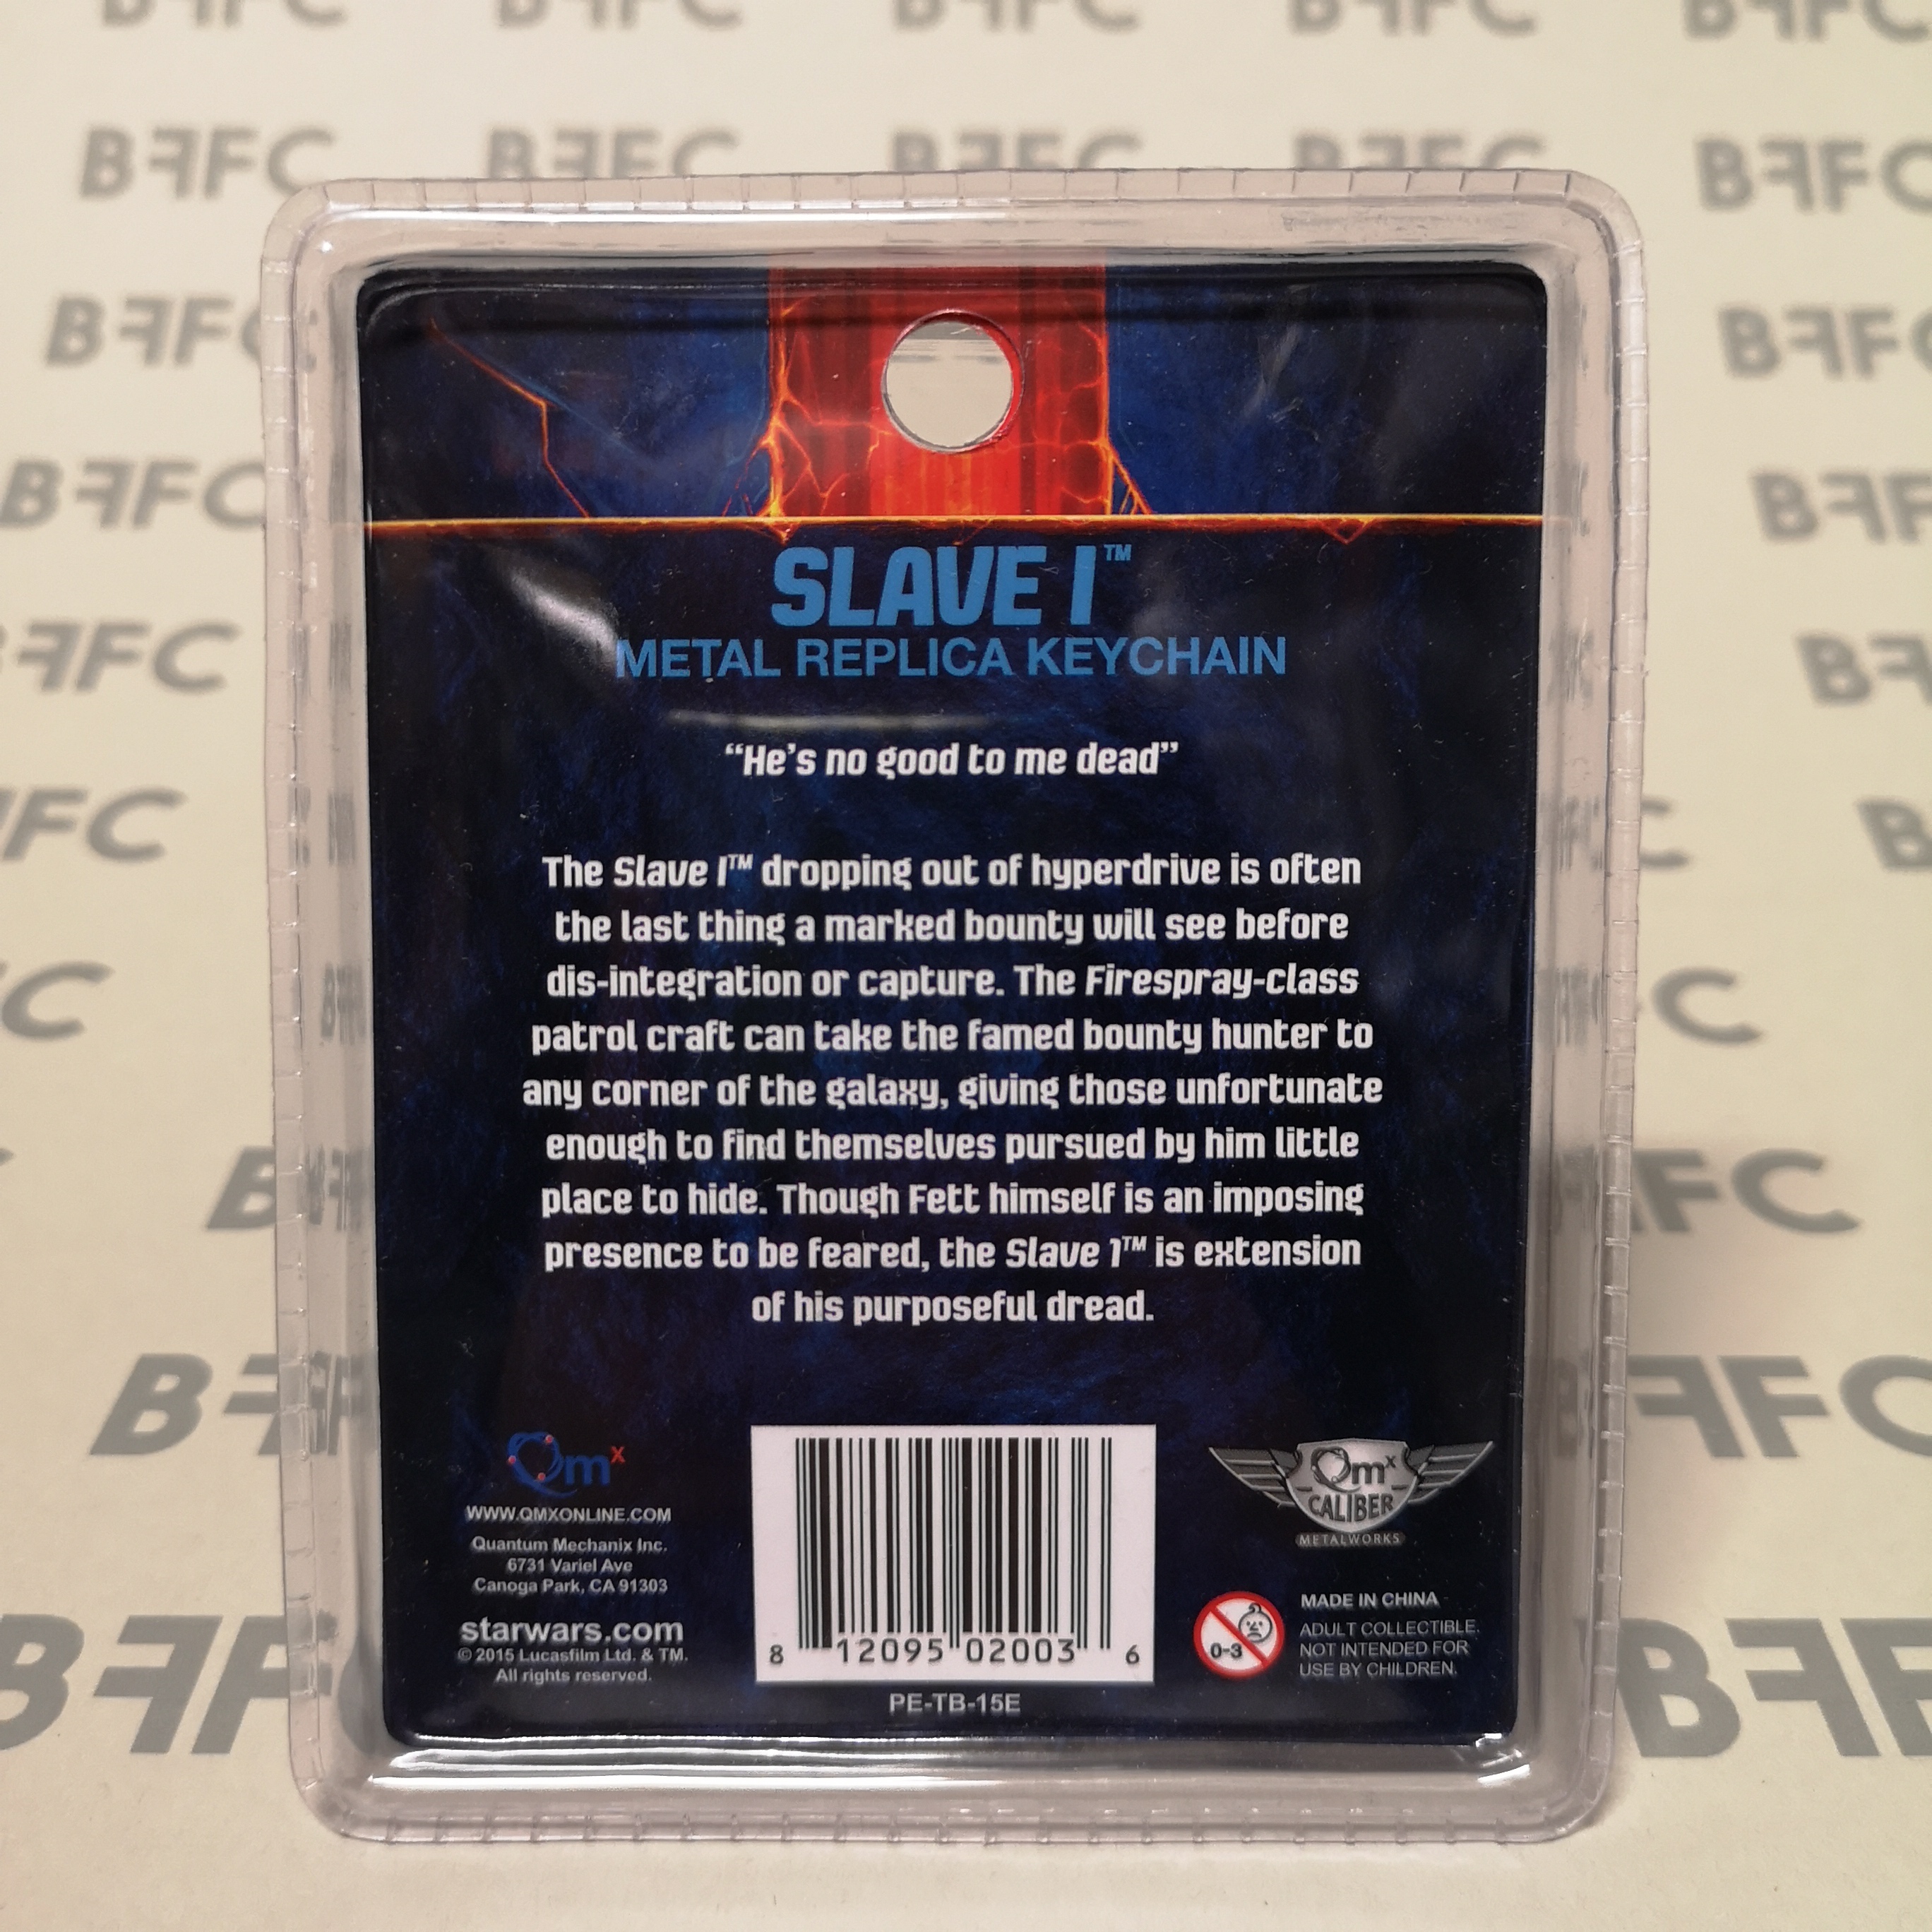 SLAVE I™
METAL REPLICA KEYCHAIN
“He’s no good to me dead”
The Slave I™ dropping out of hyperdrive is often
the last thing a marked bounty will see before
dis-integration or capture. The Firespray-class
patrol craft can take the famed bounty hunter to
any corner of the galaxy, giving those unfortunate
enough to find themselves pursued by him little
place to hide. Though Fett himself is an imposing
presence to be feared, the Slave 1™ is extension
of his purposeful dread.
Qmx
WWW.QMXONLINE.COM
Quantum Mechanix Inc.
6731 Variel Ave
Canoga Park, CA 91303
starwars.com
© 2015 Lucasfilm Ltd. & TM.
All rights reserved.
8 12095 02003 6
PE-TB-15E
Qmx
CALIBER
METALWORKS
0-3
MADE IN CHINA
ADULT COLLECTIBLE.
NOT INTENDED FOR
USE BY CHILDREN.
BFFC BFFC BFFC BFFC BFFC